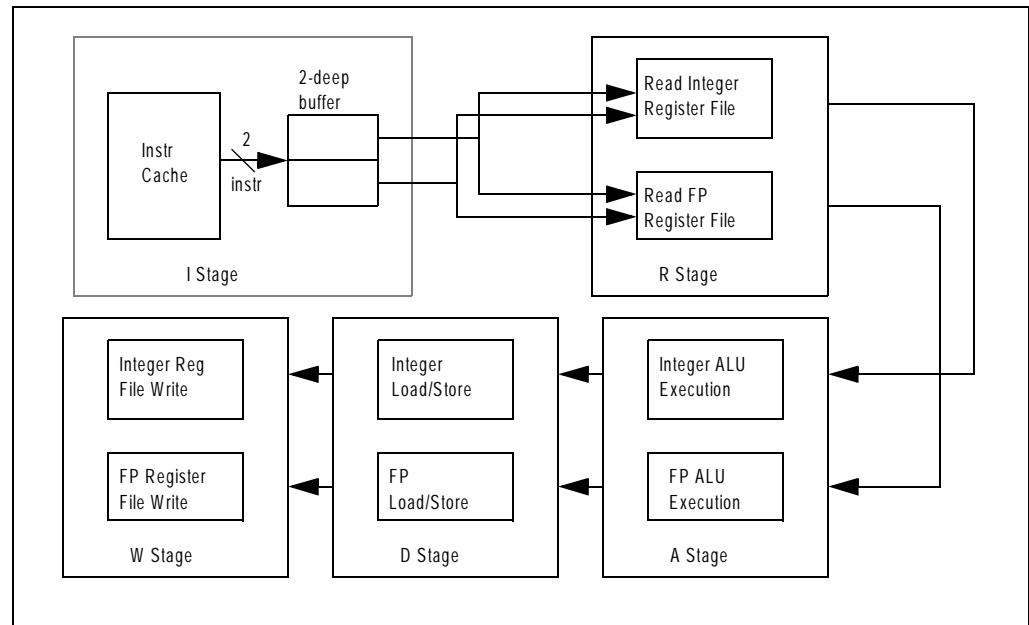 2-deep
buffer
Instr
Cache
2
instr
I Stage
Read Integer
Register File
Read FP
Register File
R Stage
Integer Reg
File Write
FP Register
File Write
W Stage
Integer
Load/Store
FP
Load/Store
D Stage
Integer ALU
Execution
FP ALU
Execution
A Stage